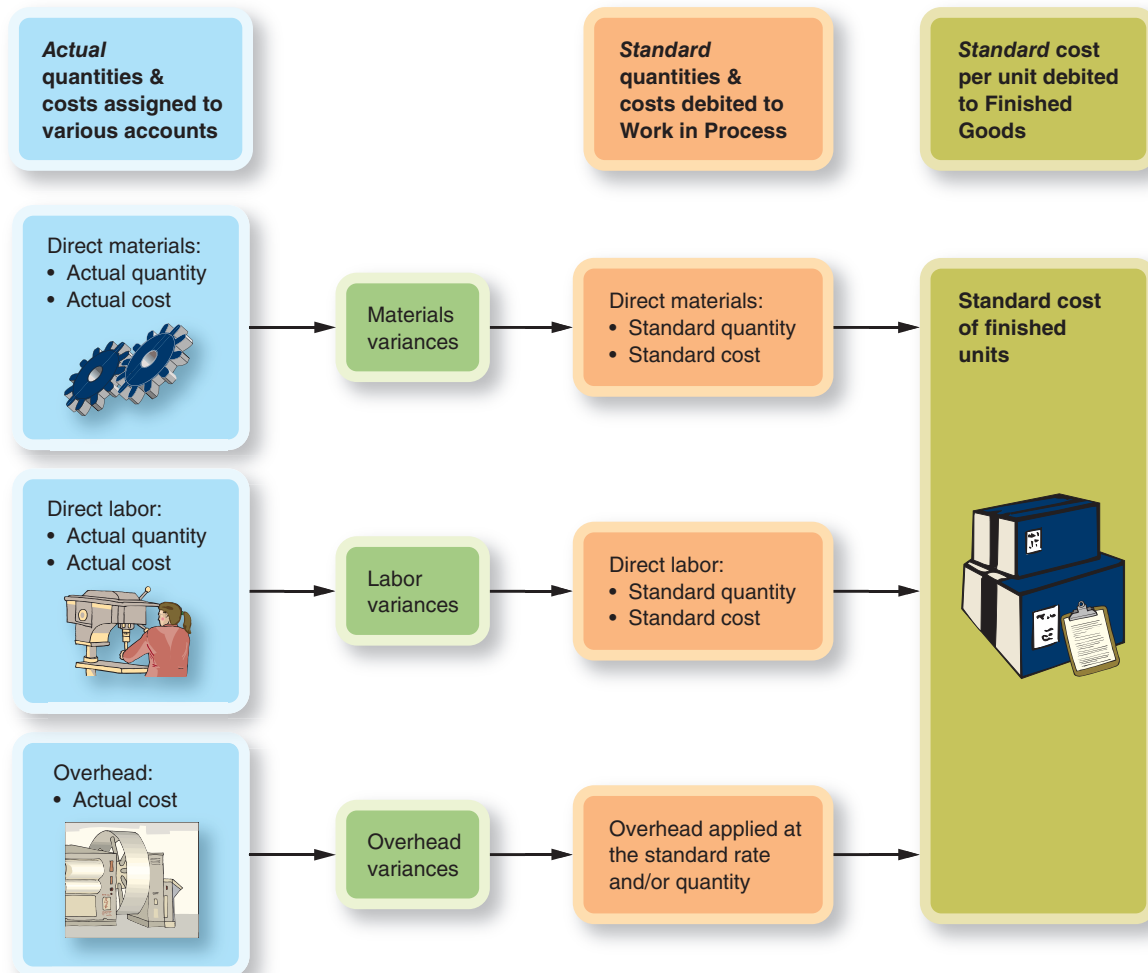 Actual
quantities &
costs assigned to
various accounts
Standard
quantities &
costs debited to
Work in Process
Standard cost
per unit debited
to Finished
Goods
Direct materials:
• Actual quantity
• Actual cost
Materials
variances
Direct materials:
• Standard quantity
• Standard cost
Standard cost
of finished
units
Direct labor:
• Actual quantity
• Actual cost
Labor
variances
Direct labor:
• Standard quantity
• Standard cost
Overhead:
• Actual cost
Overhead
variances
Overhead applied at
the standard rate
and/or quantity